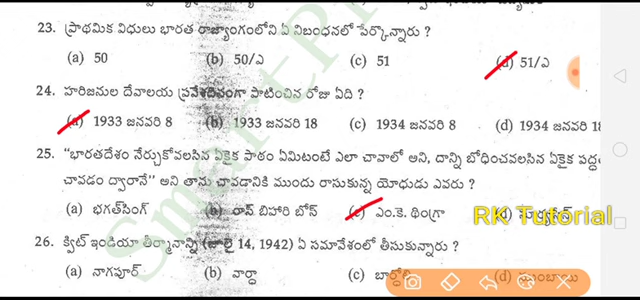 23. ప్రాథమిక విధులు భారత రాజ్యాంగంలోని ఏ నిబంధనలో పేర్కొన్నారు ?
(a) 50 (b) 50/ఎ (c) 51 (d) 51/ఎ
24. హరిజనుల దేవాలయ ప్రవేశదినంగా పాటించిన రోజు ఏది ?
(a) 1933 జనవరి 8 (b) 1933 జనవరి 18 (c) 1934 జనవరి 8 (d) 1934 జనవరి 18
25. "భారతదేశం నేర్చుకోవలసిన ఏకైక పాఠం ఏమిటంటే ఎలా చావాలో అని, దాన్ని బోధించవలసిన ఏకైక పద్ధ
చావడం ద్వారానే" అని తాను చావడానికి ముందు రాసుకున్న యోధుడు ఎవరు ?
(a) భగత్‌సింగ్ (b) రాస్ బిహారి బోస్ (c) ఎం.కె. థింగ్రా (d)
RK Tutorial
26. క్విట్ ఇండియా తీర్మానాన్ని (జులై 14, 1942) ఏ సమావేశంలో తీసుకున్నారు ?
(a) నాగపూర్ (b) వార్ధా (c) (d)